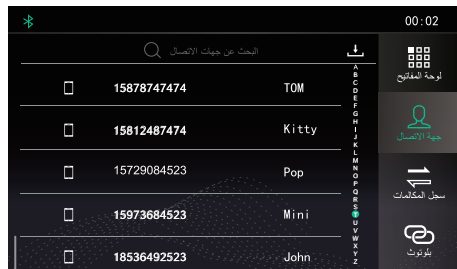 00:02
البحث عن جهات الاتصال
15878747474 TOM
15812487474 Kitty
15729084523 Pop
15973684523 Mini
18536492523 John
A
B
C
D
E
F
G
H
I
J
K
L
M
N
O
P
Q
R
S
T
U
V
W
X
Y
Z
لوحة المفاتيح
جهة الاتصال
سجل المكالمات
بلوتوث